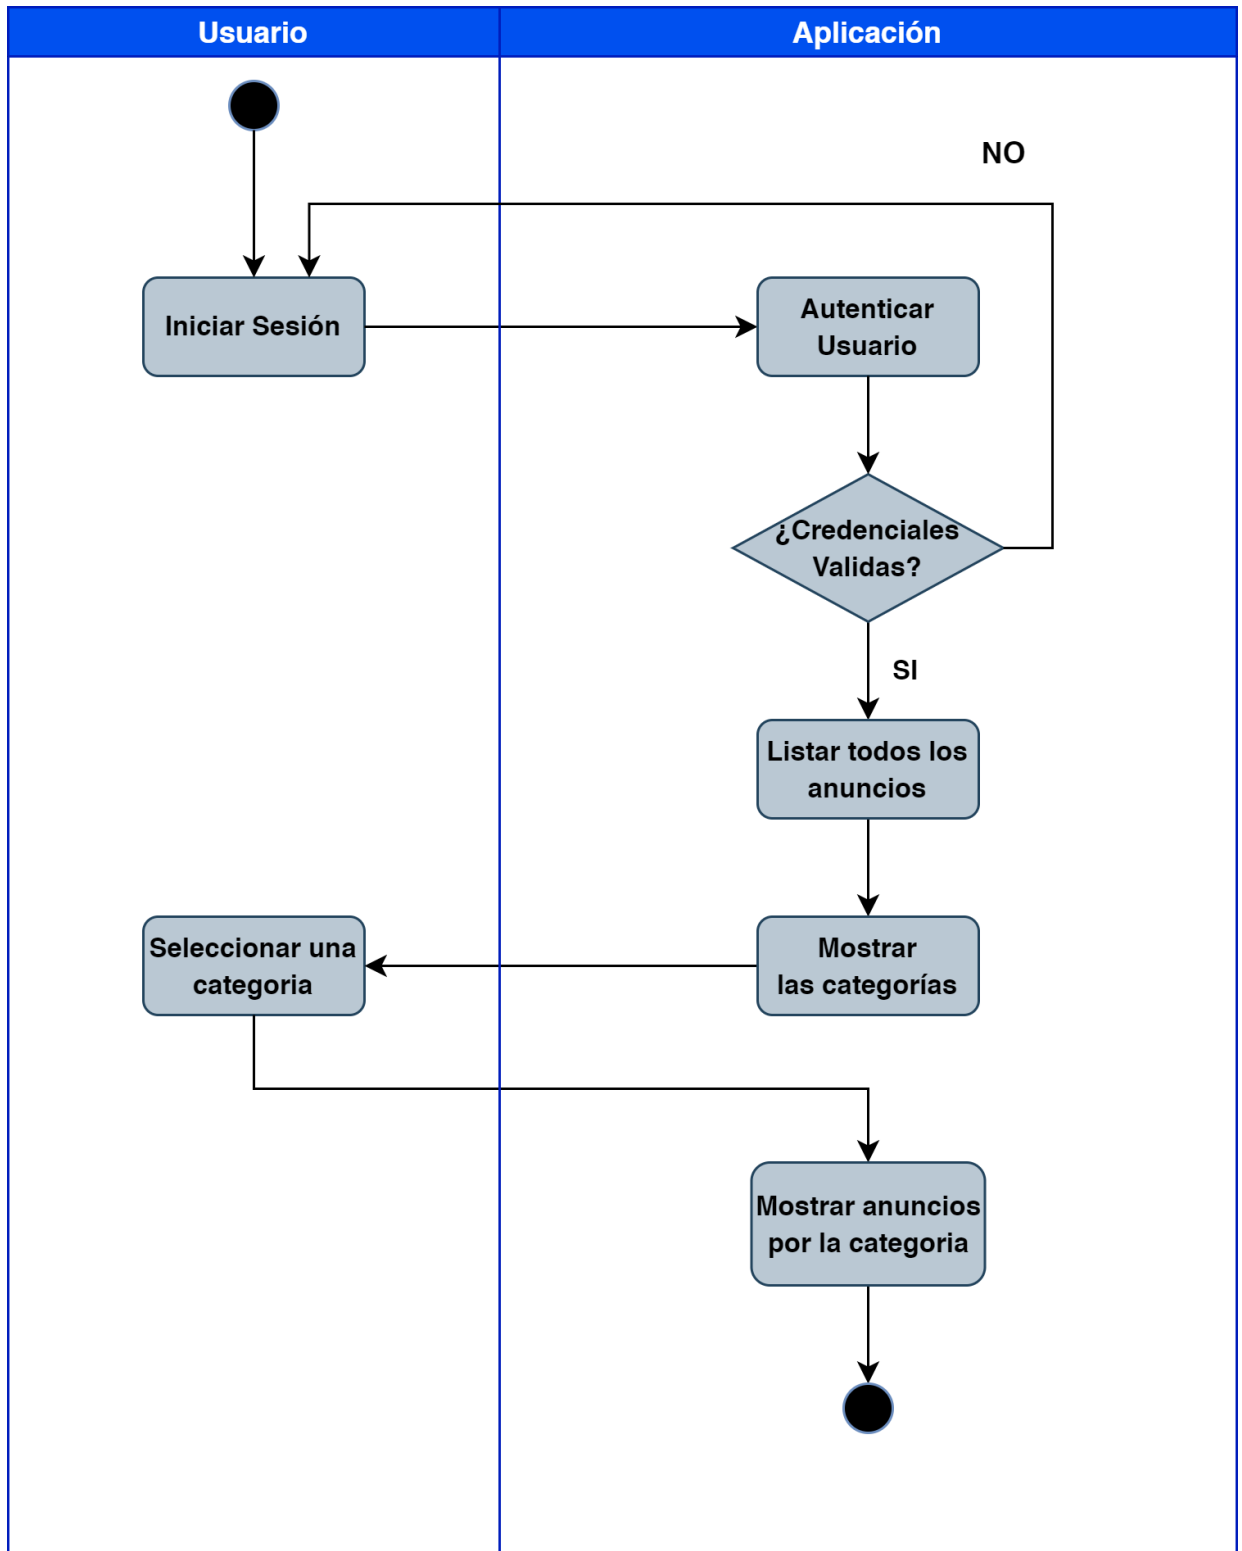 Usuario
Aplicación
NO
Iniciar Sesión
Autenticar
Usuario
¿Credenciales
Validas?
SI
Listar todos los
anuncios
Seleccionar una
categoria
Mostrar
las categorías
Mostrar anuncios
por la categoria